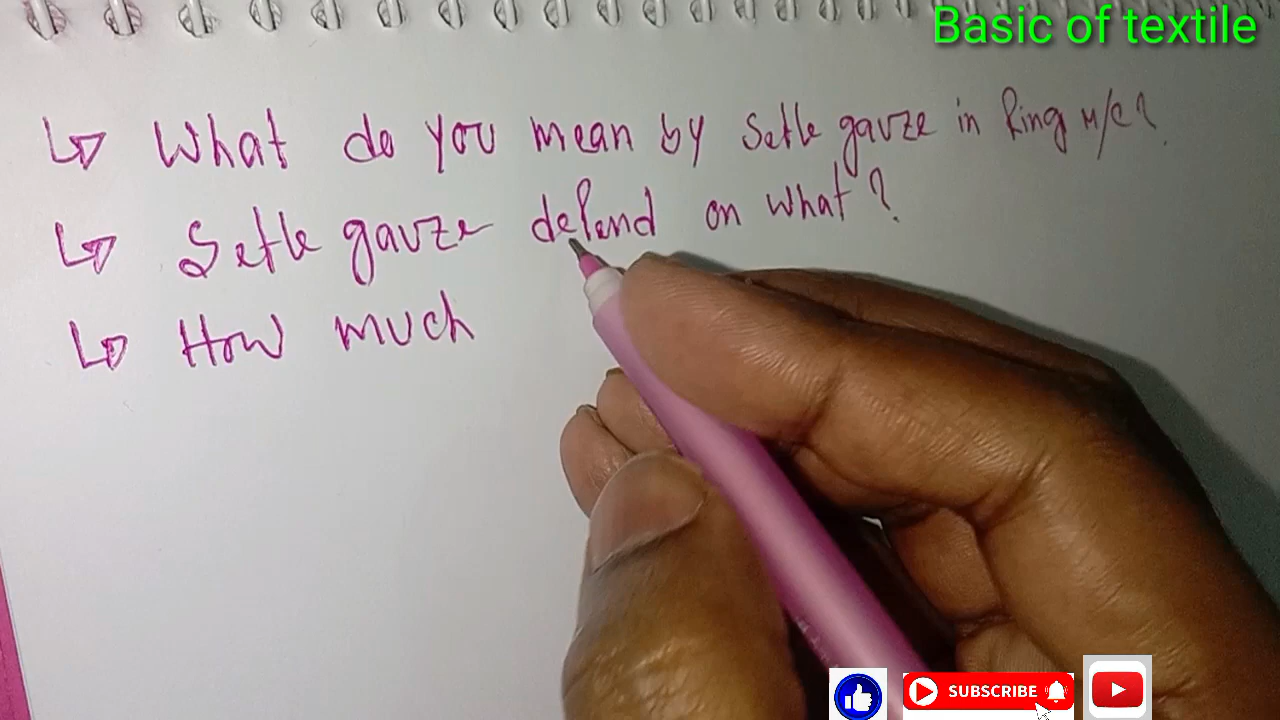 Basic of textile
↳ What do you mean by Setle gauze in Ring M/C?
↳ Setle gauze depend on what?
↳ How much
SUBSCRIBE